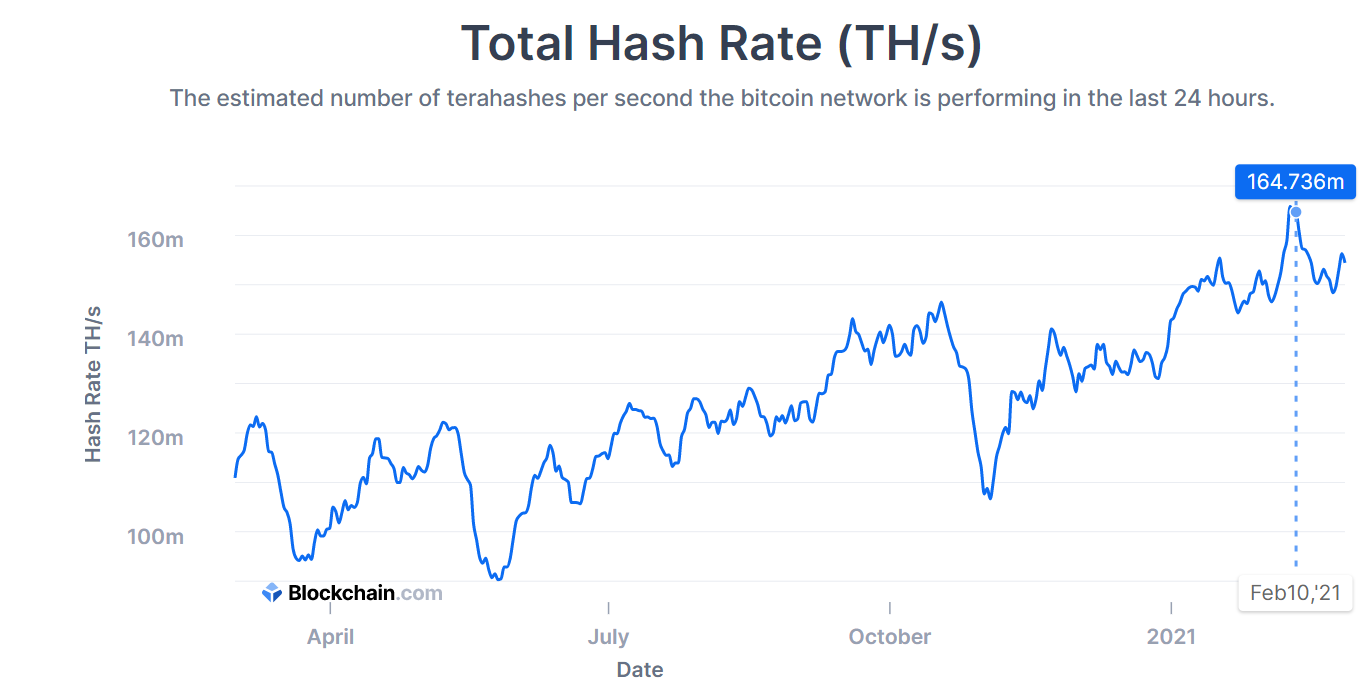 Total Hash Rate (TH/s)
The estimated number of terahashes per second the bitcoin network is performing in the last 24 hours.
164.736m
160m
140m
120m
100m
Hash Rate TH/s
Blockchain.com
Feb10,'21
April
July
October
2021
Date